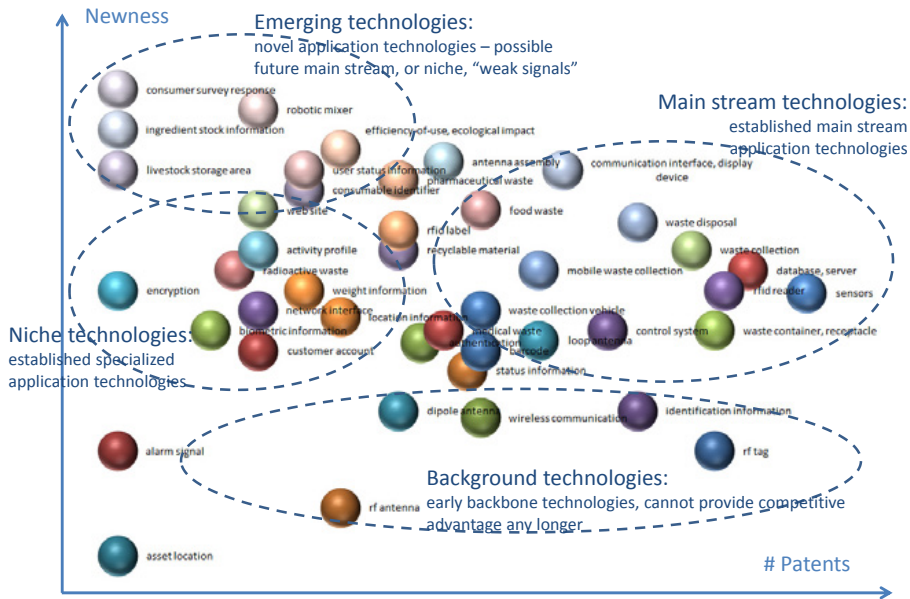 Newness
Emerging technologies:
novel application technologies – possible
future main stream, or niche, “weak signals”
consumer survey response
robotic mixer
Main stream technologies:
established main stream
application technologies
ingredient stock information
efficiency-of-use, ecological impact
livestock storage area
user status information
antenna assembly
communication interface, display
device
pharmaceutical waste
consumable identifier
web site
food waste
rfid label
waste disposal
activity profile
recyclable material
waste collection
radioactive waste
mobile waste collection
database, server
encryption
weight information
rfid reader
sensors
network interface
location information
waste collection vehicle
Niche technologies:
established specialized
application technologies
biometric information
medical waste
control system
waste container, receptacle
authentication
loop antenna
customer account
barcode
status information
dipole antenna
wireless communication
identification information
alarm signal
rf tag
Background technologies:
early backbone technologies, cannot provide competitive
advantage any longer
rf antenna
asset location
# Patents